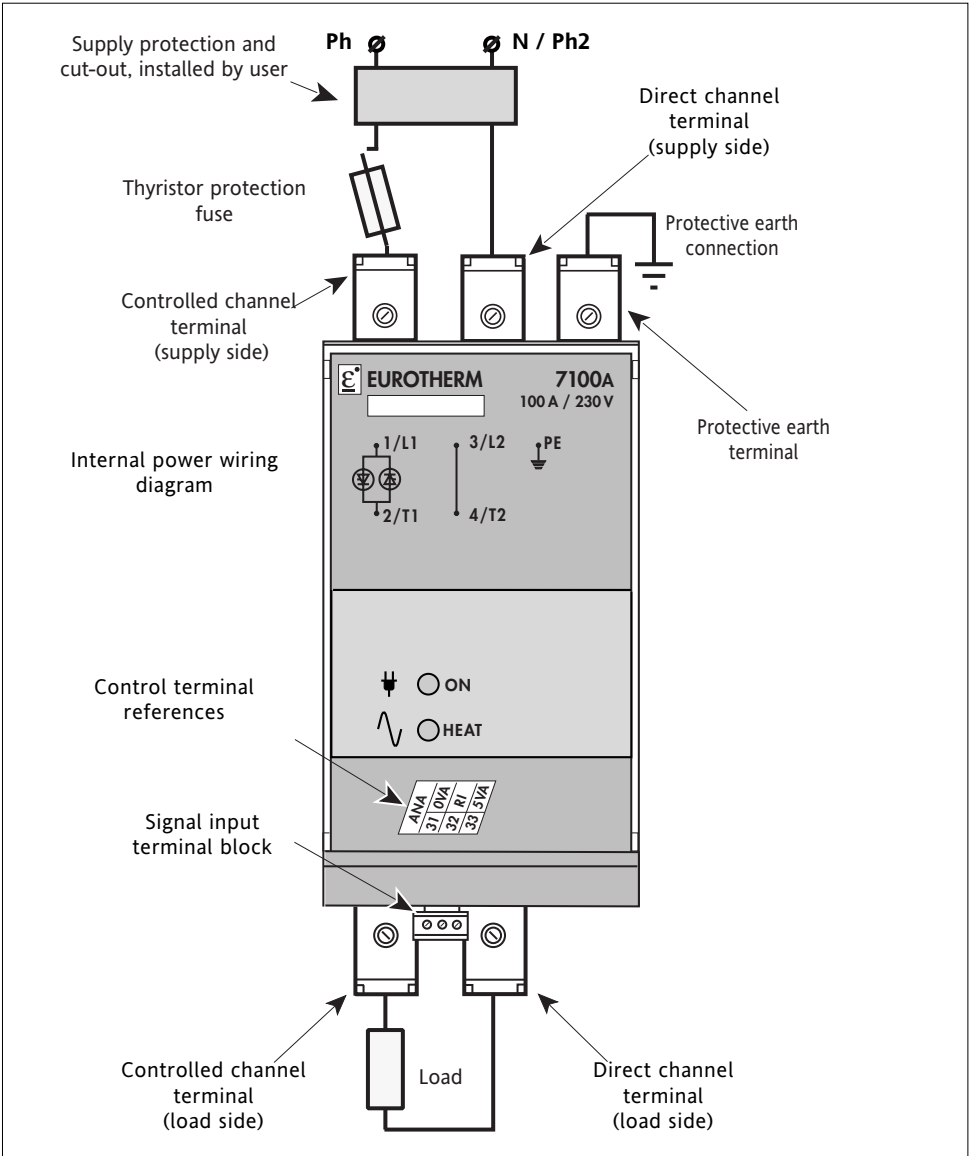 Supply protection and
cut-out, installed by user
Ph
N / Ph2
Direct channel
terminal
(supply side)
Thyristor protection
fuse
Protective earth
connection
Controlled channel
terminal
(supply side)
Protective earth
terminal
ε EUROTHERM
7100A
100 A / 230 V
1/L1
3/L2
PE
2/T1
4/T2
Internal power wiring
diagram
ON
HEAT
Control terminal
references
ANA
31 0VA
32 RI
33 5VA
Signal input
terminal block
Controlled channel
terminal
(load side)
Load
Direct channel
terminal
(load side)